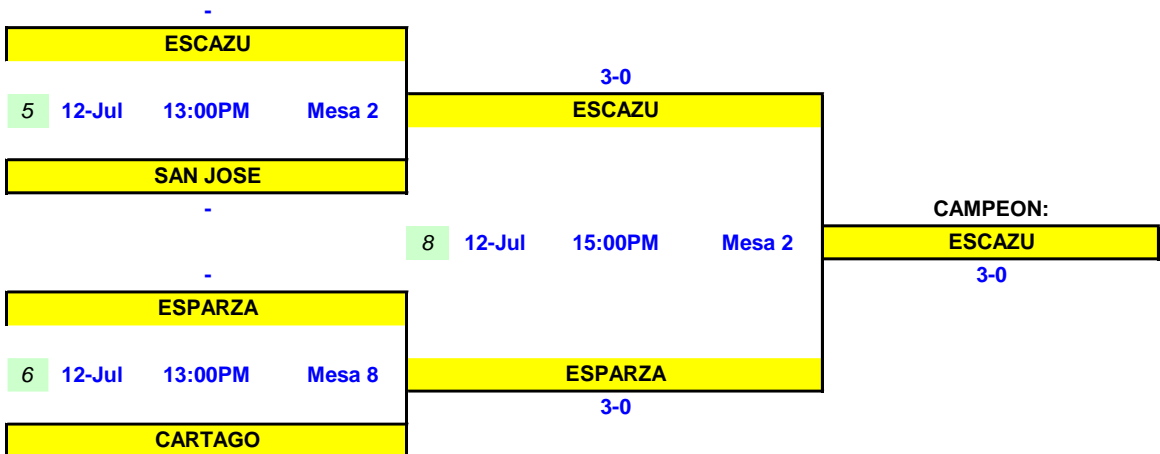 -
ESCAZU
3-0
5 12-Jul 13:00PM Mesa 2
ESCAZU
SAN JOSE
-
CAMPEON:
8 12-Jul 15:00PM Mesa 2
ESCAZU
-
3-0
ESPARZA
6 12-Jul 13:00PM Mesa 8
ESPARZA
3-0
CARTAGO